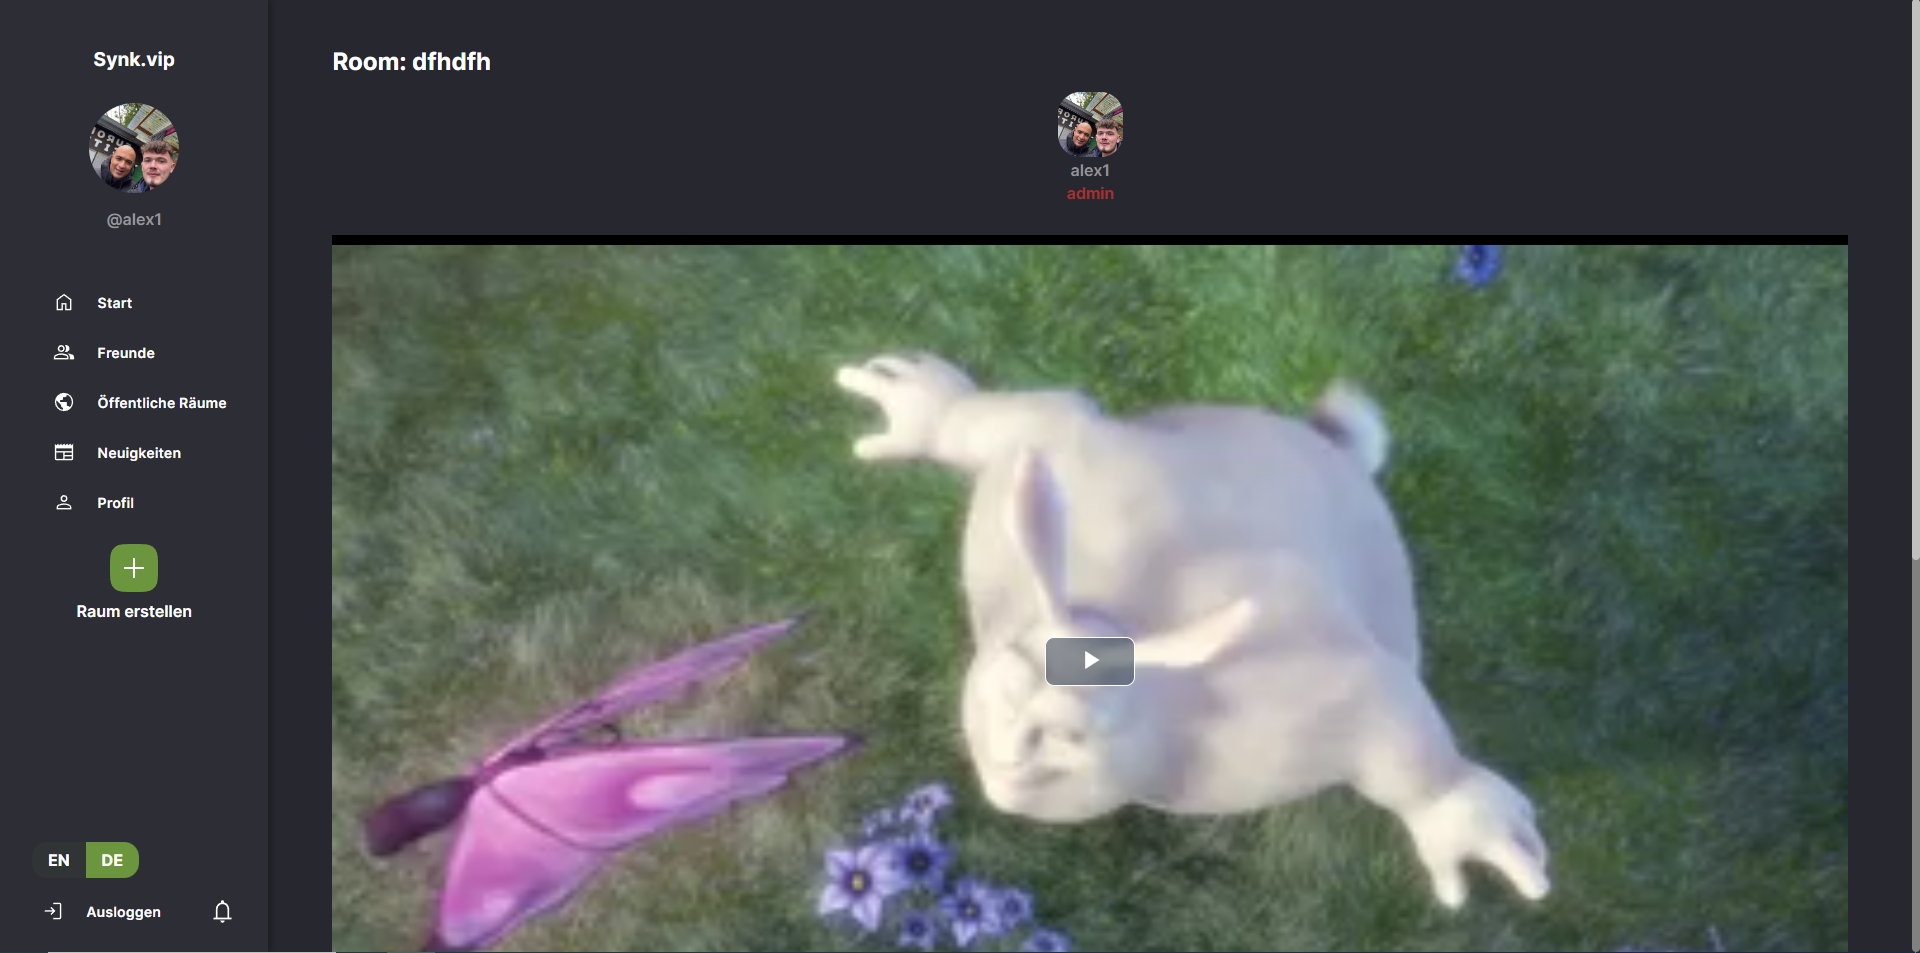 Synk.vip
@alex1
Start
Freunde
Öffentliche Räume
Neuigkeiten
Profil
Raum erstellen
EN DE
Ausloggen
Room: dfhdfh
alex1
admin